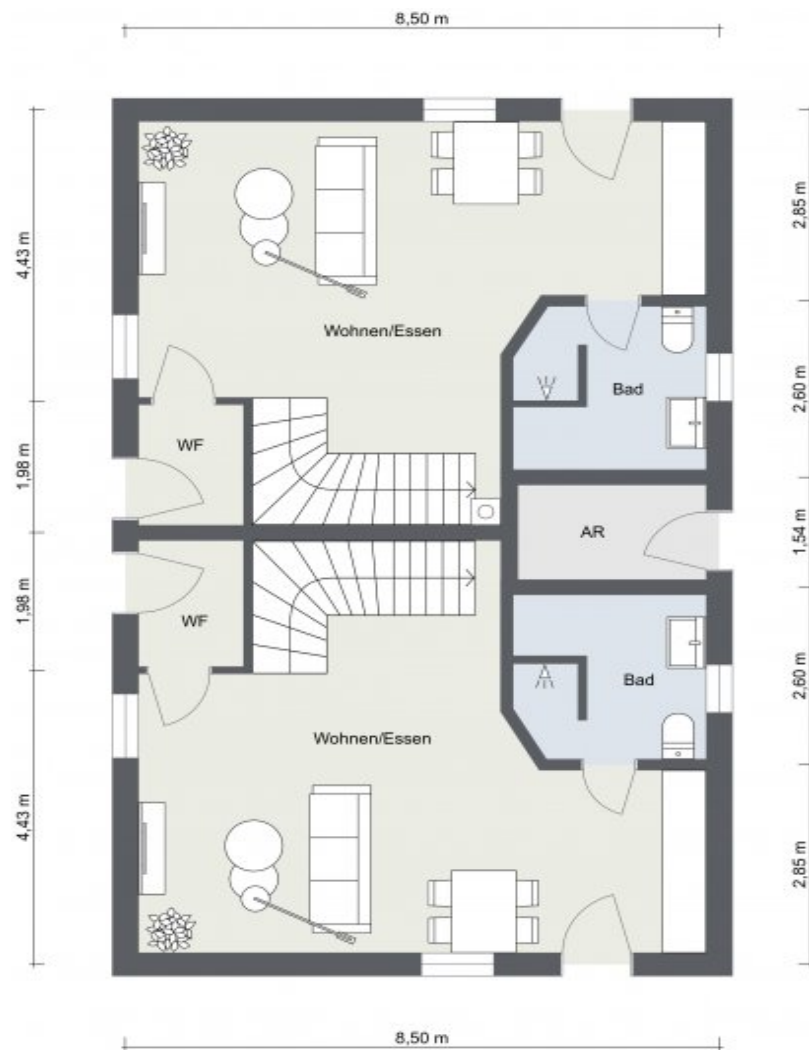 8,50 m
4,43 m
2,85 m
Wohnen/Essen
Bad
2,60 m
WF
1,98 m
AR
1,54 m
WF
1,98 m
Bad
2,60 m
Wohnen/Essen
4,43 m
2,85 m
8,50 m